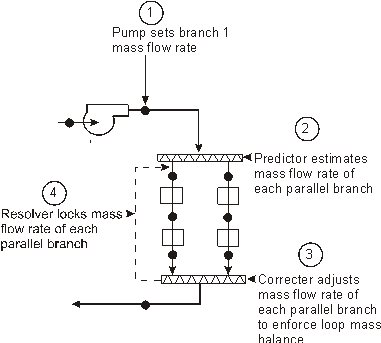 1
Pump sets branch 1
mass flow rate
2
Predictor estimates
mass flow rate of
each parallel branch
4
Resolver locks mass
flow rate of each
parallel branch
3
Correcter adjusts
mass flow rate of
each parallel branch
to enforce loop mass
balance